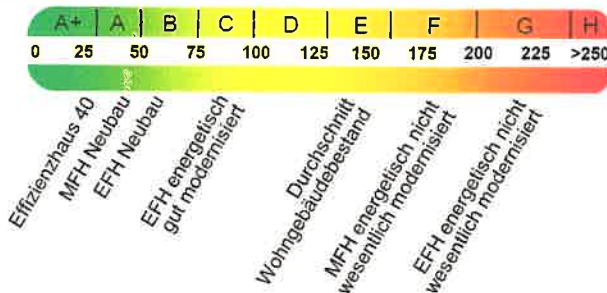 A+ A B C D E F G H
0 25 50 75 100 125 150 175 200 225 >250
Effizienzhaus 40
MFH Neubau
EFH Neubau
EFH energetisch
gut modernisiert
Durchschnitt
Wohngebäudebestand
MFH energetisch nicht
wesentlich modernisiert
EFH energetisch nicht
wesentlich modernisiert